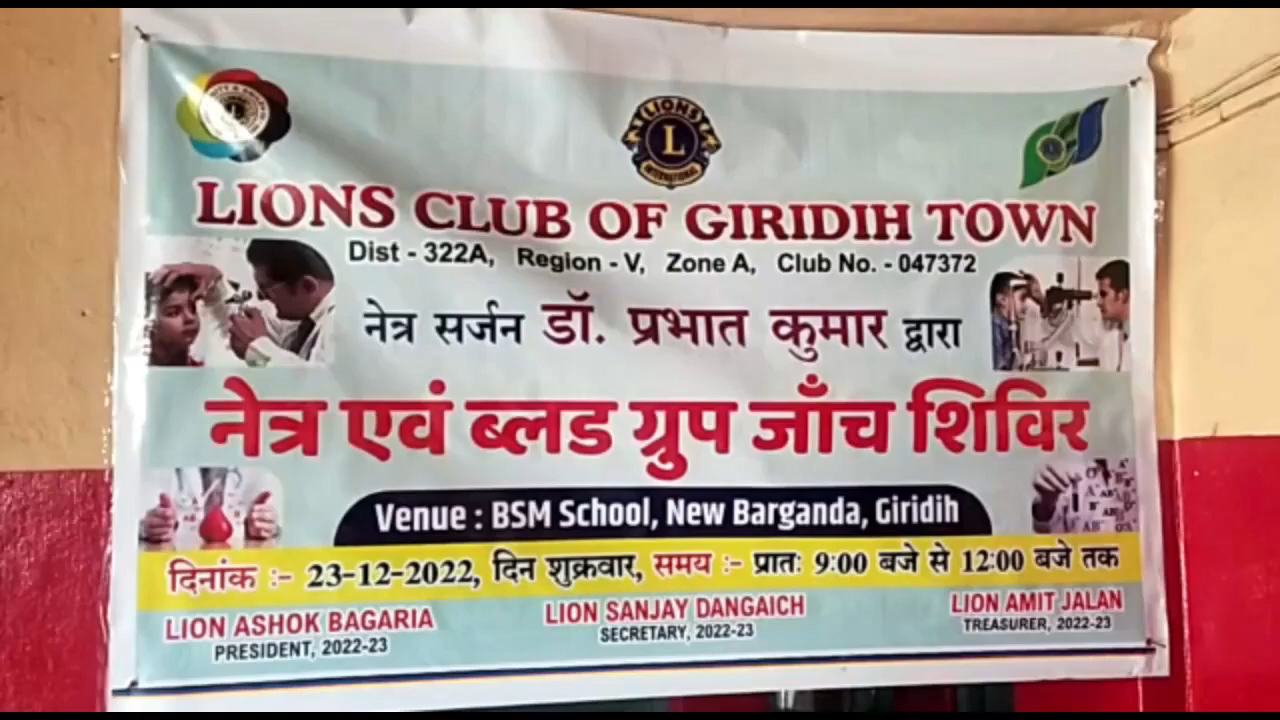 LIONS
L
INTERNATIONAL
LIONS CLUB OF GIRIDIH TOWN
Dist - 322A, Region - V, Zone A, Club No. - 047372
नेत्र सर्जन डॉ. प्रभात कुमार द्वारा
नेत्र एवं ब्लड ग्रुप जाँच शिविर
Venue : BSM School, New Barganda, Giridih
दिनांक :- 23-12-2022, दिन शुक्रवार, समय :- प्रातः 9:00 बजे से 12:00 बजे तक
LION ASHOK BAGARIA
PRESIDENT, 2022-23
LION SANJAY DANGAICH
SECRETARY, 2022-23
LION AMIT JALAN
TREASURER, 2022-23